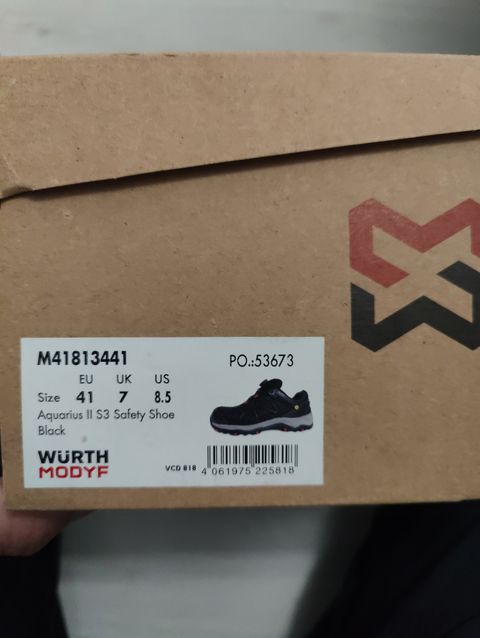 M41813441 PO.:53673
EU UK US
Size 41 7 8.5
Aquarius II S3 Safety Shoe
Black
WÜRTH
MODYF
VCD 818 4 061975 225818